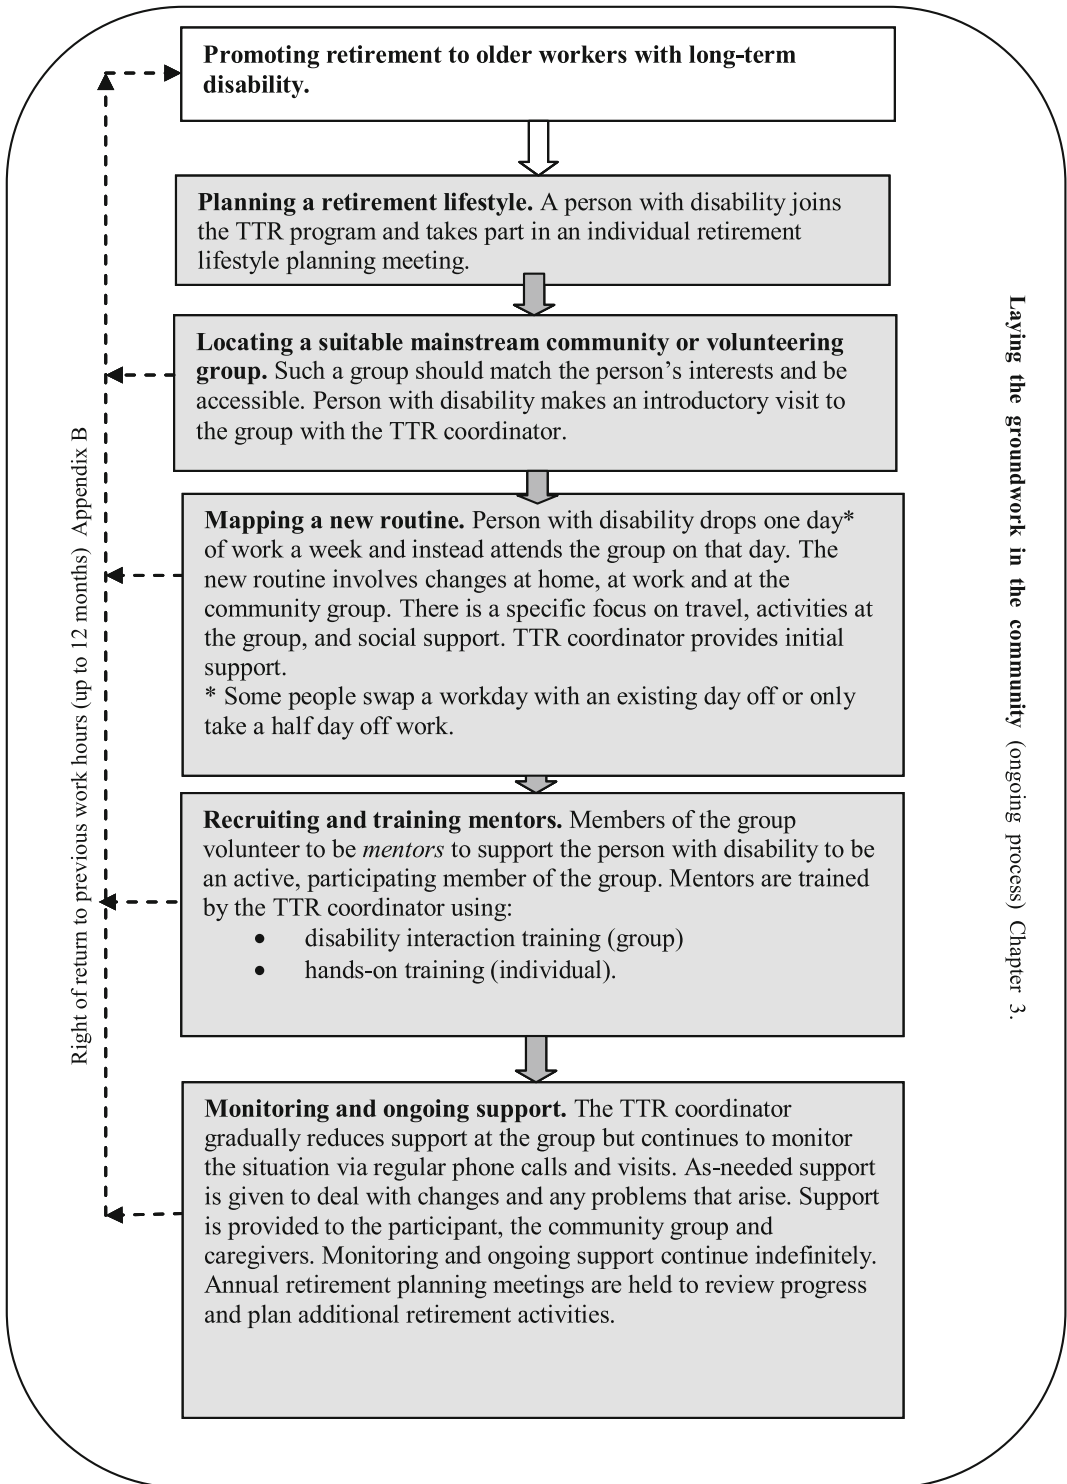 Promoting retirement to older workers with long-term
disability.
Planning a retirement lifestyle. A person with disability joins
the TTR program and takes part in an individual retirement
lifestyle planning meeting.
Locating a suitable mainstream community or volunteering
group. Such a group should match the person’s interests and be
accessible. Person with disability makes an introductory visit to
the group with the TTR coordinator.
Mapping a new routine. Person with disability drops one day*
of work a week and instead attends the group on that day. The
new routine involves changes at home, at work and at the
community group. There is a specific focus on travel, activities at
the group, and social support. TTR coordinator provides initial
support.
* Some people swap a workday with an existing day off or only
take a half day off work.
Recruiting and training mentors. Members of the group
volunteer to be mentors to support the person with disability to be
an active, participating member of the group. Mentors are trained
by the TTR coordinator using:
• disability interaction training (group)
• hands-on training (individual).
Monitoring and ongoing support. The TTR coordinator
gradually reduces support at the group but continues to monitor
the situation via regular phone calls and visits. As-needed support
is given to deal with changes and any problems that arise. Support
is provided to the participant, the community group and
caregivers. Monitoring and ongoing support continue indefinitely.
Annual retirement planning meetings are held to review progress
and plan additional retirement activities.
Right of return to previous work hours (up to 12 months) Appendix B
Laying the groundwork in the community (ongoing process) Chapter 3.